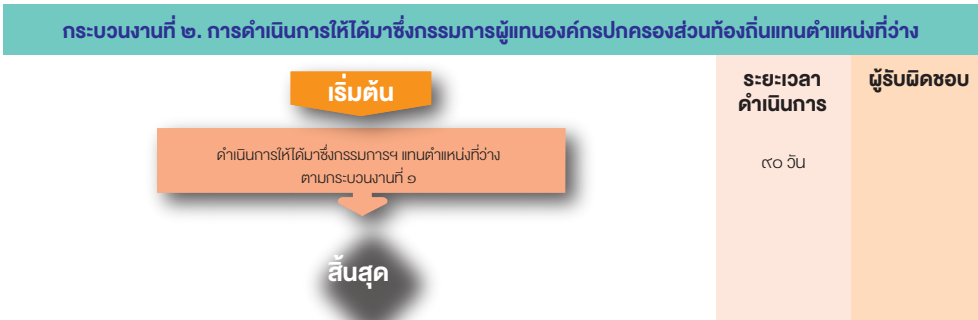 กระบวนงานที่ ๒. การดำเนินการให้ได้มาซึ่งกรรมการผู้แทนองค์กรปกครองส่วนท้องถิ่นแทนตำแหน่งที่ว่าง
เริ่มต้น
ระยะเวลา
ดำเนินการ
ผู้รับผิดชอบ
ดำเนินการให้ได้มาซึ่งกรรมการฯ แทนตำแหน่งที่ว่าง
ตามกระบวนงานที่ ๑
๙๐ วัน
สิ้นสุด